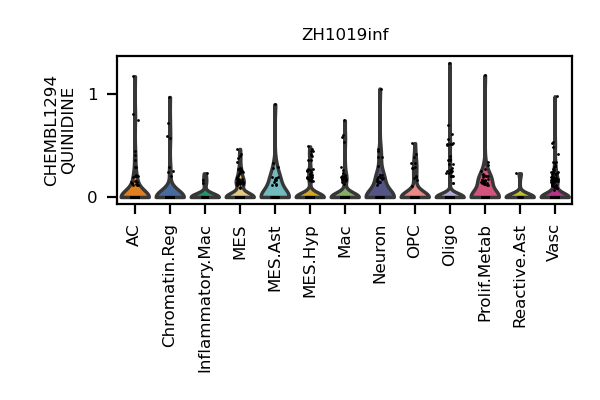 ZH1019inf
CHEMBL1294
QUINIDINE
1
0
AC
Chromatin.Reg
Inflammatory.Mac
MES
MES.Ast
MES.Hyp
Mac
Neuron
OPC
Oligo
Prolif.Metab
Reactive.Ast
Vasc